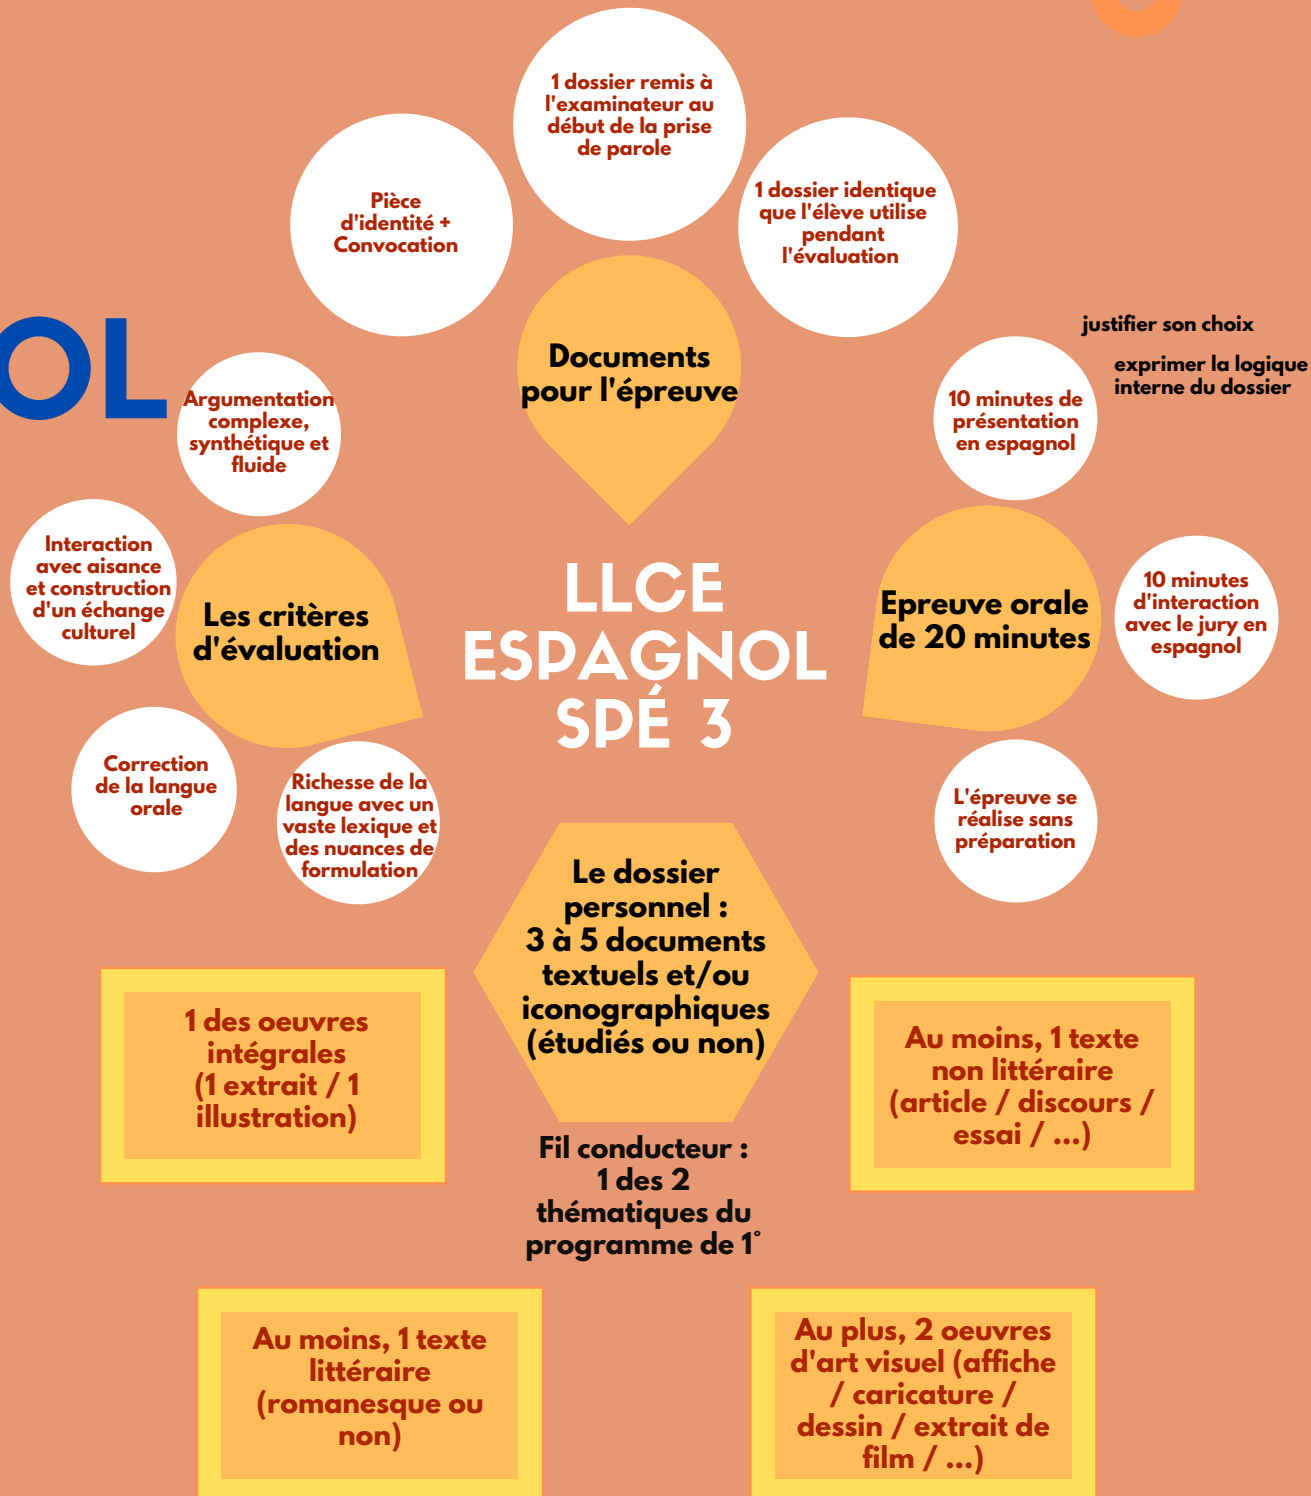 1 dossier remis à
l'examinateur au
début de la prise
de parole
Pièce
d'identité +
Convocation
1 dossier identique
que l'élève utilise
pendant
l'évaluation
Documents
pour l'épreuve
OL
justifier son choix
exprimer la logique
interne du dossier
10 minutes de
présentation
en espagnol
Argumentation
complexe,
synthétique et
fluide
Interaction
avec aisance
et construction
d'un échange
culturel
Les critères
d'évaluation
LLCE
ESPAGNOL
SPÉ 3
Epreuve orale
de 20 minutes
10 minutes
d'interaction
avec le jury en
espagnol
Correction
de la langue
orale
Richesse de la
langue avec un
vaste lexique et
des nuances de
formulation
L'épreuve se
réalise sans
préparation
Le dossier
personnel :
3 à 5 documents
textuels et/ou
iconographiques
(étudiés ou non)
1 des oeuvres
intégrales
(1 extrait / 1
illustration)
Au moins, 1 texte
non littéraire
(article / discours /
essai / ...)
Fil conducteur :
1 des 2
thématiques du
programme de 1°
Au moins, 1 texte
littéraire
(romanesque ou
non)
Au plus, 2 oeuvres
d'art visuel (affiche
/ caricature /
dessin / extrait de
film / ...)